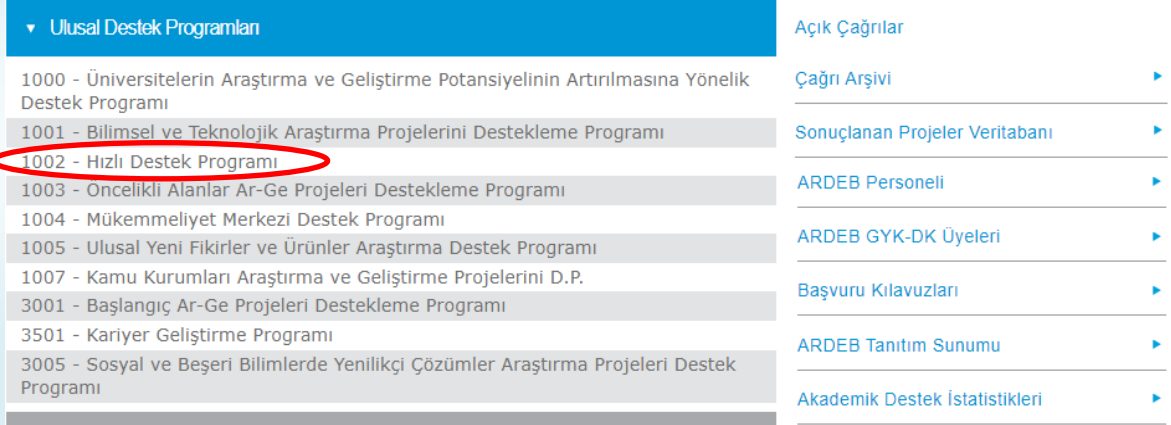 Ulusal Destek Programları
1000 - Üniversitelerin Araştırma ve Geliştirme Potansiyelinin Artırılmasına Yönelik
Destek Programı
1001 - Bilimsel ve Teknolojik Araştırma Projelerini Destekleme Programı
1002 - Hızlı Destek Programı
1003 - Öncelikli Alanlar Ar-Ge Projeleri Destekleme Programı
1004 - Mükemmeliyet Merkezi Destek Programı
1005 - Ulusal Yeni Fikirler ve Ürünler Araştırma Destek Programı
1007 - Kamu Kurumları Araştırma ve Geliştirme Projelerini D.P.
3001 - Başlangıç Ar-Ge Projeleri Destekleme Programı
3501 - Kariyer Geliştirme Programı
3005 - Sosyal ve Beşeri Bilimlerde Yenilikçi Çözümler Araştırma Projeleri Destek
Programı
Açık Çağrılar
Çağrı Arşivi
Sonuçlanan Projeler Veritabanı
ARDEB Personeli
ARDEB GYK-DK Üyeleri
Başvuru Kılavuzları
ARDEB Tanıtım Sunumu
Akademik Destek İstatistikleri